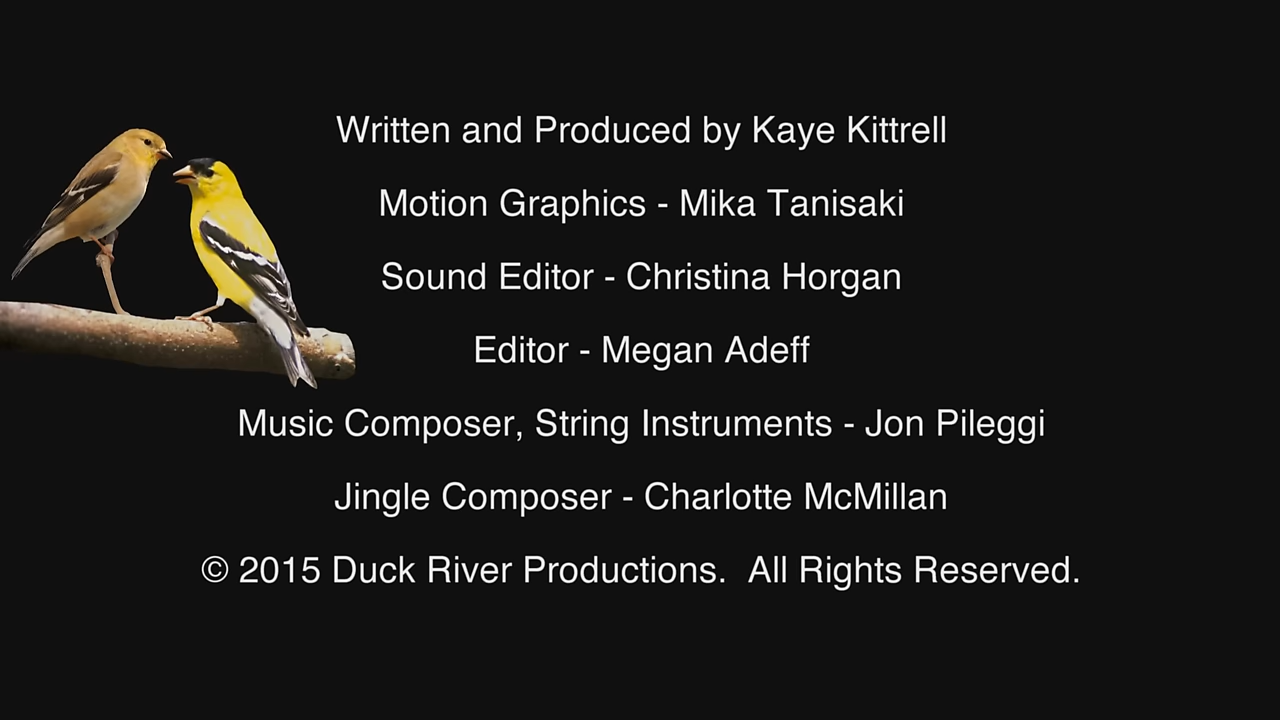 Written and Produced by Kaye Kittrell
Motion Graphics - Mika Tanisaki
Sound Editor - Christina Horgan
Editor - Megan Adeff
Music Composer, String Instruments - Jon Pileggi
Jingle Composer - Charlotte McMillan
© 2015 Duck River Productions.  All Rights Reserved.